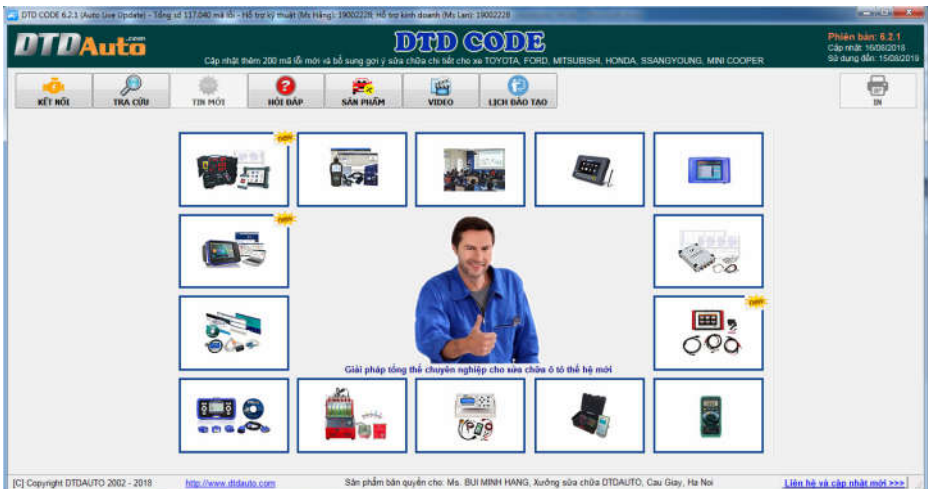 DTD CODE 6.2.1 (Auto Live Update) - Tổng số 117.040 mã lỗi - Hỗ trợ kỹ thuật (Ms Hằng): 19002228; Hỗ trợ kinh doanh (Ms Lan): 19002228
DTDAuto.com
DTD CODE
Cập nhật thêm 200 mã lỗi mới và bổ sung gợi ý sửa chữa chi tiết cho xe TOYOTA, FORD, MITSUBISHI, HONDA, SSANGYOUNG, MINI COOPER
Phiên bản: 6.2.1
Cập nhật: 16/08/2018
Sử dụng đến: 15/08/2019
KẾT NỐI
TRA CỨU
TIN MỚI
HỎI ĐÁP
SẢN PHẨM
VIDEO
LỊCH ĐÀO TẠO
IN
new
new
new
Giải pháp tổng thể chuyên nghiệp cho sửa chữa ô tô thế hệ mới
[C] Copyright DTDAUTO 2002 - 2018
http://www.dtdauto.com
Sản phẩm bản quyền cho: Ms. BUI MINH HANG, Xưởng sửa chữa DTDAUTO, Cau Giay, Ha Noi
Liên hệ và cập nhật mới >>>